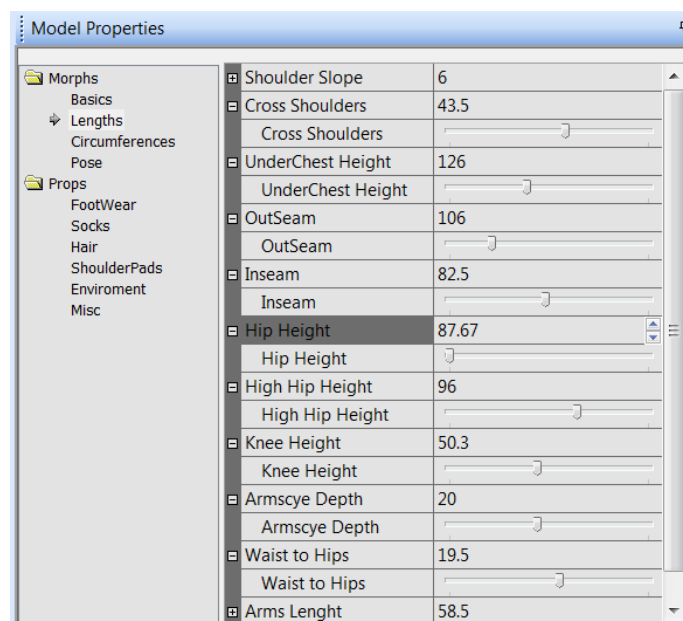 Model Properties
Morphs
Basics
Lengths
Circumferences
Pose
Props
FootWear
Socks
Hair
ShoulderPads
Enviroment
Misc
Shoulder Slope 6
Cross Shoulders 43.5
Cross Shoulders
UnderChest Height 126
UnderChest Height
OutSeam 106
OutSeam
Inseam 82.5
Inseam
Hip Height 87.67
Hip Height
High Hip Height 96
High Hip Height
Knee Height 50.3
Knee Height
Armscye Depth 20
Armscye Depth
Waist to Hips 19.5
Waist to Hips
Arms Lenght 58.5